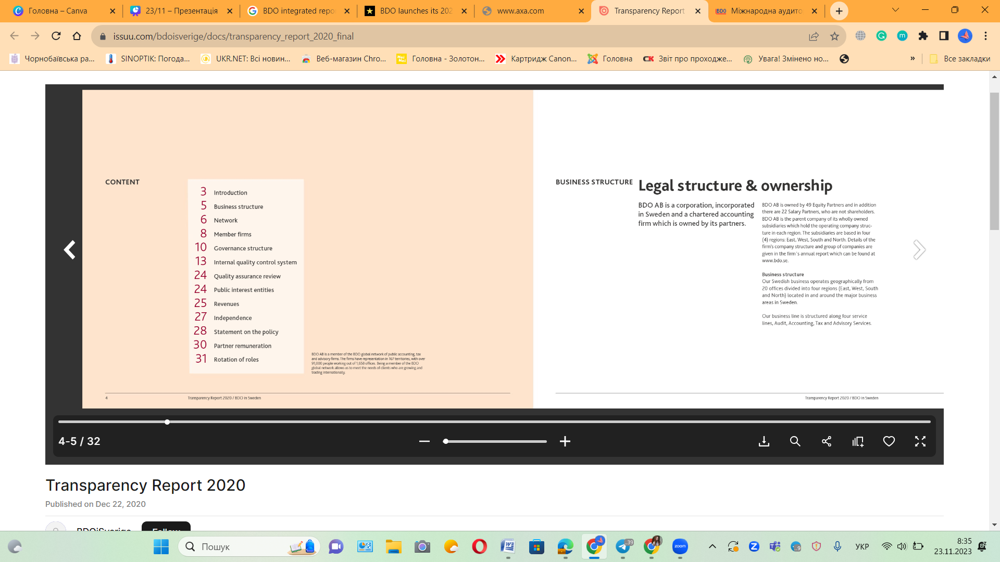 Головна – Canva
23/11 – Презентація
BDO integrated repo
BDO launches its 202
www.axa.com
Transparency Report
BDO Міжнародна аудито
issuu.com/bdoisverige/docs/transparency_report_2020_final
Чорнобаївська ра...
SINOPTIK: Погода...
UKR.NET: Всі новин...
Веб-магазин Chro...
Головна - Золотон...
Картридж Canon...
Головна
Звіт про проходже...
Увага! Змінено но...
»
Все закладки
CONTENT
3 Introduction
5 Business structure
6 Network
8 Member firms
10 Governance structure
13 Internal quality control system
24 Quality assurance review
24 Public interest entities
25 Revenues
27 Independence
28 Statement on the policy
30 Partner remuneration
31 Rotation of roles
BDO AB is a member of the BDO global network of public accounting, tax
and advisory firms. The firms have representation in 167 territories, with over
91,000 people working out of 1,658 offices. Being a member of the BDO
global network allows us to meet the needs of clients who are growing and
trading internationally.
4
Transparency Report 2020 / BDO in Sweden
BUSINESS STRUCTURE
Legal structure & ownership
BDO AB is a corporation, incorporated
in Sweden and a chartered accounting
firm which is owned by its partners.
BDO AB is owned by 49 Equity Partners and in addition
there are 22 Salary Partners, who are not shareholders.
BDO AB is the parent company of its wholly owned
subsidiaries which hold the operating company struc-
ture in each region. The subsidiaries are based in four
(4) regions: East, West, South and North. Details of the
firm's company structure and group of companies are
given in the firm´s annual report which can be found at
www.bdo.se.
Business structure
Our Swedish business operates geographically from
20 offices divided into four regions (East, West, South
and North) located in and around the major business
areas in Sweden.
Our business line is structured along four service
lines, Audit, Accounting, Tax and Advisory Services.
Transparency Report 2020 / BDO in Sweden
4-5 / 32
Transparency Report 2020
Published on Dec 22, 2020
BDOiSverige
Follow
Пошук
39
zoom
9
УКР
8:35
23.11.2023